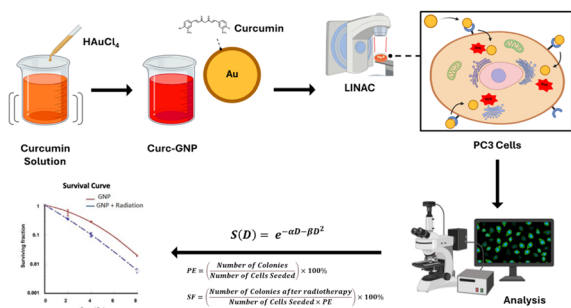 HAuCl4
Curcumin
Au
Curcumin
Solution
Curc-GNP
LINAC
PC3 Cells
Survival Curve
GNP
GNP + Radiation
Surviving fraction
1
0.1
0.01
0.001
0
2
4
6
8
S(D) = e^{-αD-βD^2}
PE = (Number of Colonies / Number of Cells Seeded) × 100%
SF = (Number of Colonies after radiotherapy / Number of Cells Seeded × PE) × 100%
Analysis